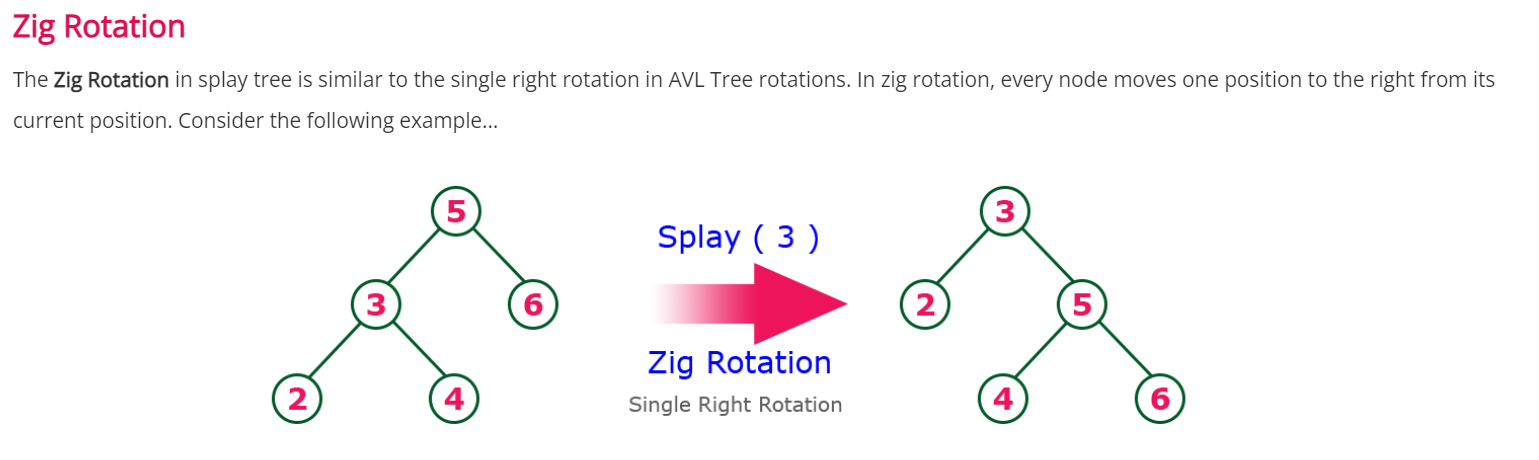 Zig Rotation
The Zig Rotation in splay tree is similar to the single right rotation in AVL Tree rotations. In zig rotation, every node moves one position to the right from its
current position. Consider the following example...
5
3
6
2
4
Splay ( 3 )
Zig Rotation
Single Right Rotation
3
2
5
4
6